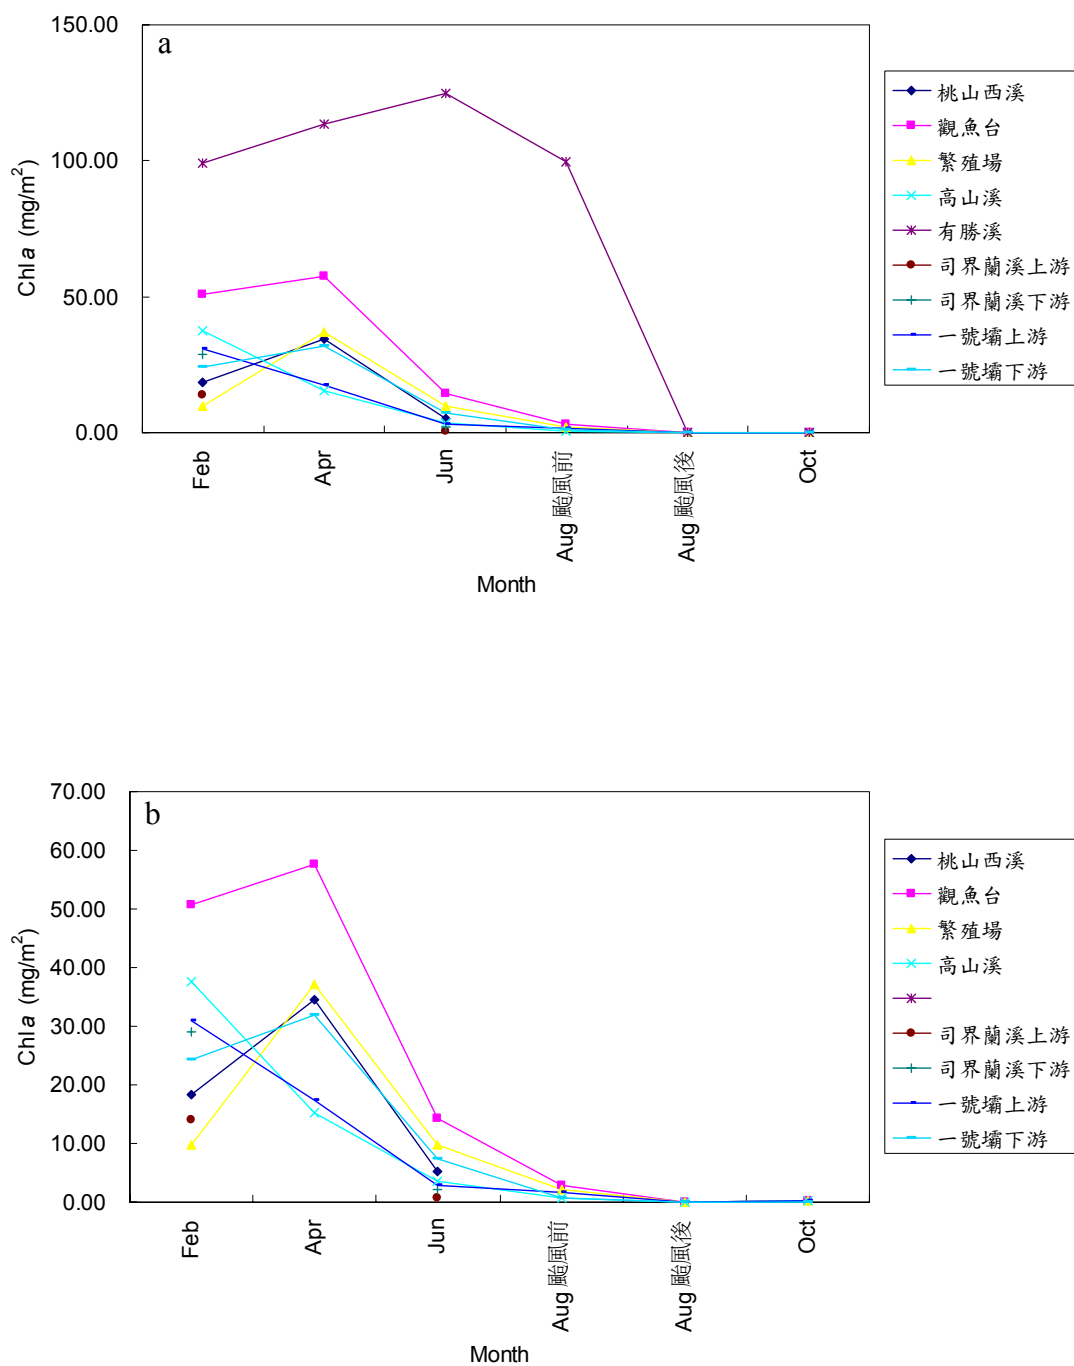 a
150.00
100.00
50.00
0.00
Chl a (mg/m²)
Feb
Apr
Jun
Aug 颱風前
Aug 颱風後
Oct
Month
桃山西溪
觀魚台
繁殖場
高山溪
有勝溪
司界蘭溪上游
司界蘭溪下游
一號壩上游
一號壩下游
b
70.00
60.00
50.00
40.00
30.00
20.00
10.00
0.00
Chl a (mg/m²)
Feb
Apr
Jun
Aug 颱風前
Aug 颱風後
Oct
Month
桃山西溪
觀魚台
繁殖場
高山溪
司界蘭溪上游
司界蘭溪下游
一號壩上游
一號壩下游